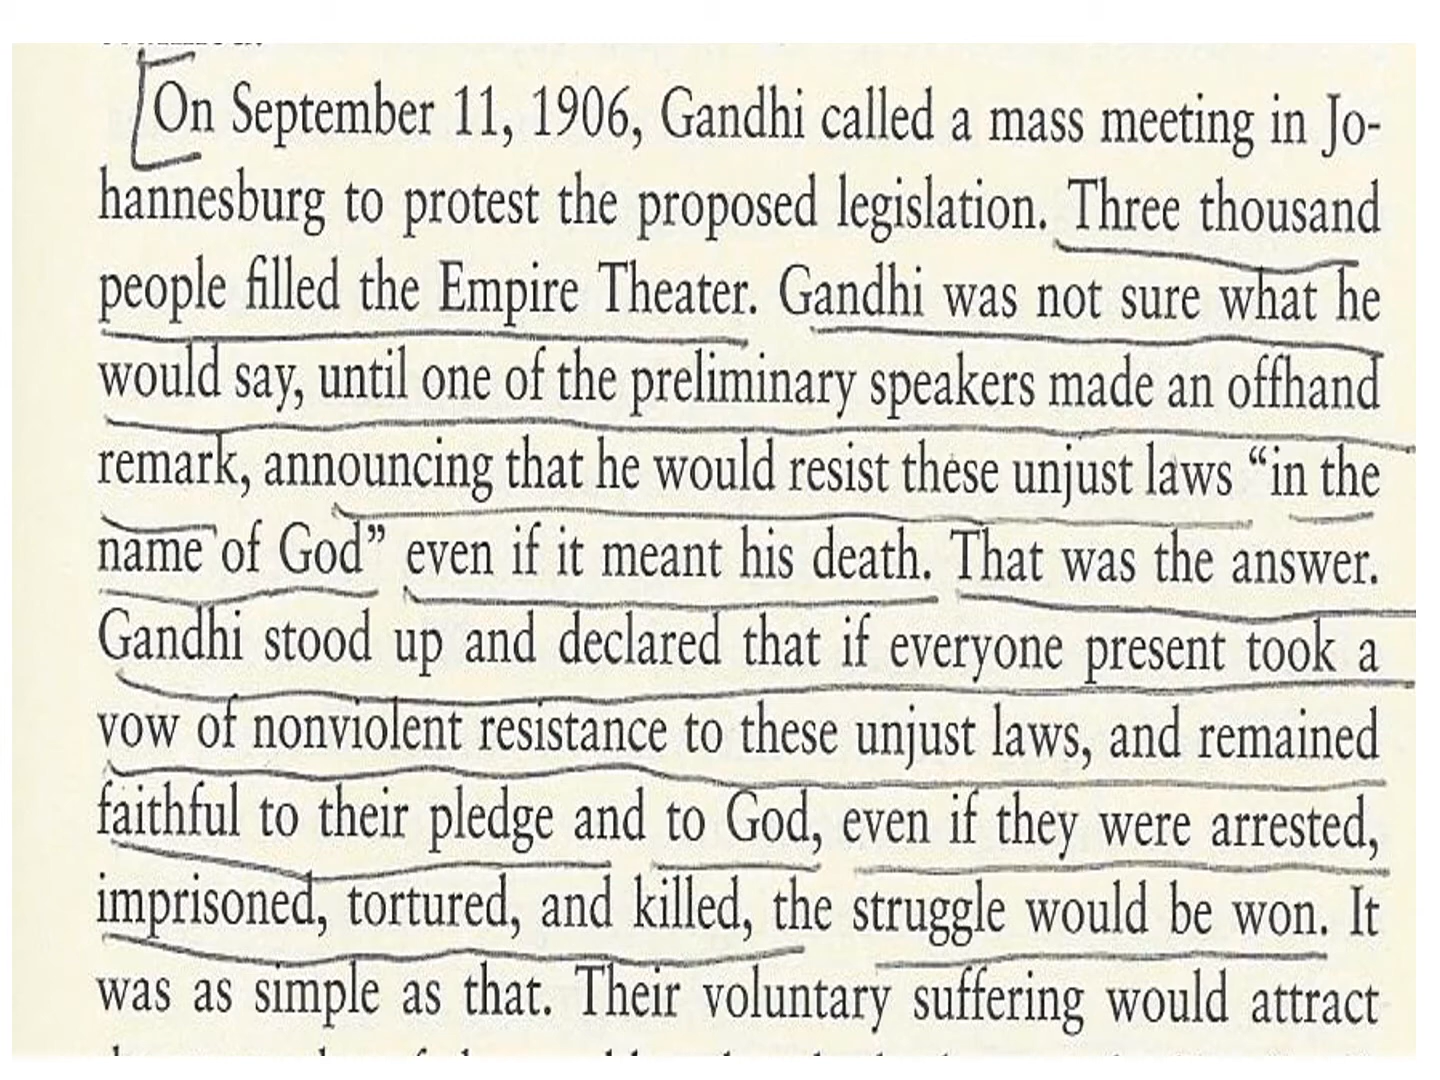 On September 11, 1906, Gandhi called a mass meeting in Jo-
hannesburg to protest the proposed legislation. Three thousand
people filled the Empire Theater. Gandhi was not sure what he
would say, until one of the preliminary speakers made an offhand
remark, announcing that he would resist these unjust laws “in the
name of God” even if it meant his death. That was the answer.
Gandhi stood up and declared that if everyone present took a
vow of nonviolent resistance to these unjust laws, and remained
faithful to their pledge and to God, even if they were arrested,
imprisoned, tortured, and killed, the struggle would be won. It
was as simple as that. Their voluntary suffering would attract